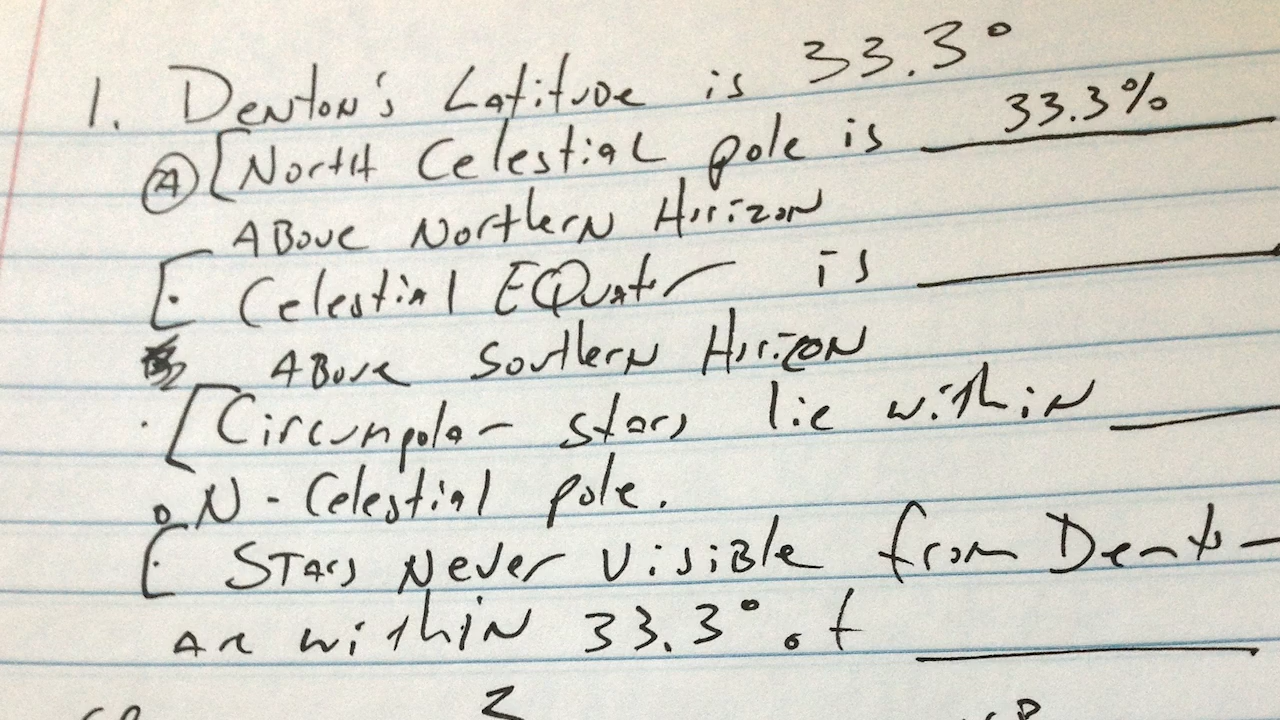 1. Denton's Latitude is 33.3°
Ⓐ [North Celestial pole is 33.3%
Above Northern Horizon
[· Celestial EQuator is
Above Southern Horizon
· [Circumpolar stars lie within
o N - Celestial pole.
[· Stars Never Visible from Denton
are within 33.3° of